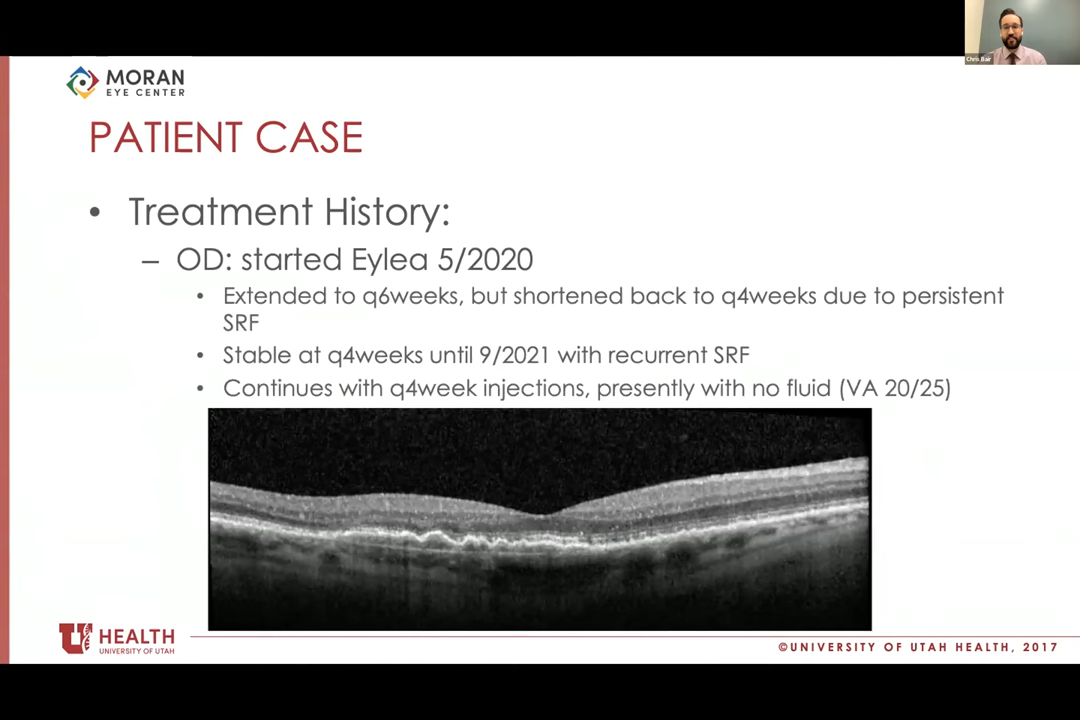 Chris Bair
MORAN
EYE CENTER
PATIENT CASE
• Treatment History:
– OD: started Eylea 5/2020
• Extended to q6weeks, but shortened back to q4weeks due to persistent
SRF
• Stable at q4weeks until 9/2021 with recurrent SRF
• Continues with q4week injections, presently with no fluid (VA 20/25)
U HEALTH
UNIVERSITY OF UTAH
©UNIVERSITY OF UTAH HEALTH, 2017